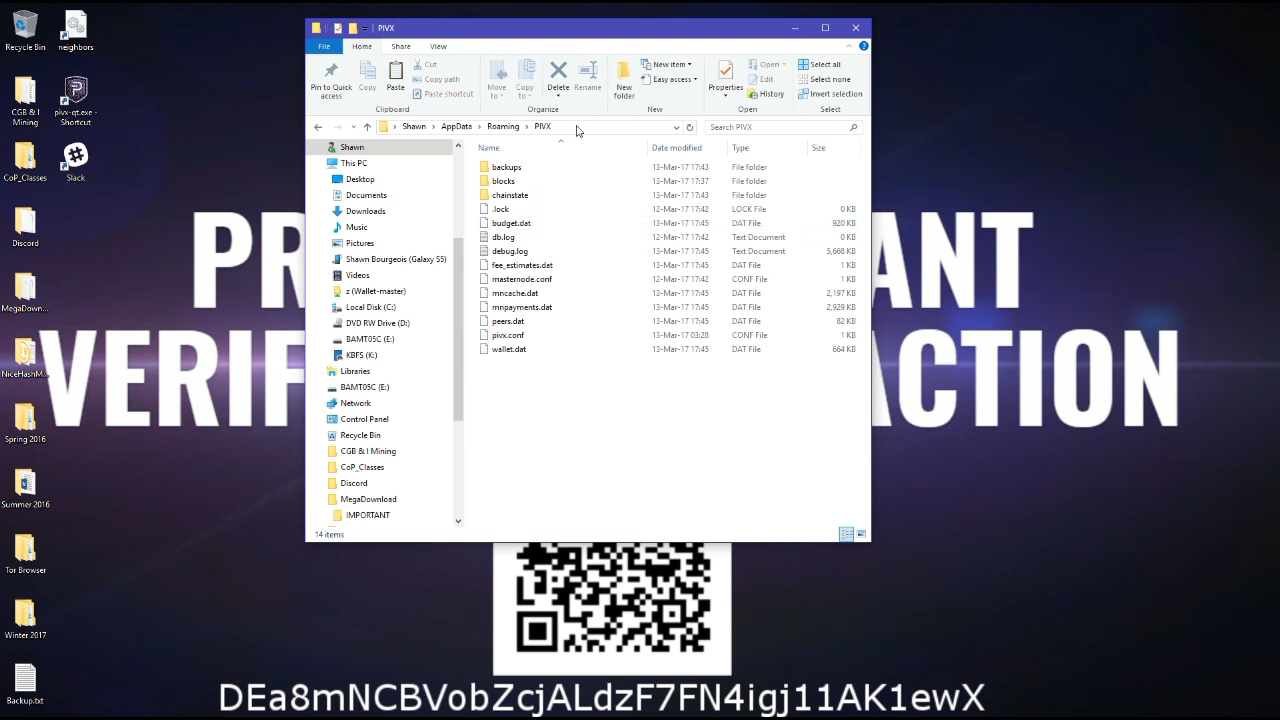 Recycle Bin
neighbors
CGB & I
Mining
pivx-qt.exe -
Shortcut
CoP_Classes
Slack
Discord
MegaDown...
NiceHashM...
Spring 2016
Summer 2016
Tor Browser
Winter 2017
Backup.txt
PIVX
File
Home
Share
View
Pin to Quick
access
Copy
Paste
Cut
Copy path
Paste shortcut
Clipboard
Move
to
Copy
to
Delete
Rename
Organize
New
folder
New item
Easy access
New
Properties
Open
Edit
History
Open
Select all
Select none
Invert selection
Select
Shawn > AppData > Roaming > PIVX
Search PIVX
Shawn
This PC
Desktop
Documents
Downloads
Music
Pictures
Shawn Bourgeois (Galaxy S5)
Videos
z (Wallet-master)
Local Disk (C:)
DVD RW Drive (D:)
BAMT05C (E:)
KBFS (K:)
Libraries
BAMT05C (E:)
Network
Control Panel
Recycle Bin
CGB & I Mining
CoP_Classes
Discord
MegaDownload
IMPORTANT
Name Date modified Type Size
backups 13-Mar-17 17:43 File folder
blocks 13-Mar-17 17:37 File folder
chainstate 13-Mar-17 17:43 File folder
.lock 12-Mar-17 17:42 LOCK File 0 KB
budget.dat 13-Mar-17 17:45 DAT File 920 KB
db.log 12-Mar-17 17:42 Text Document 0 KB
debug.log 13-Mar-17 17:45 Text Document 5,668 KB
fee_estimates.dat 13-Mar-17 17:45 DAT File 1 KB
masternode.conf 12-Mar-17 17:42 CONF File 1 KB
mncache.dat 13-Mar-17 17:45 DAT File 2,197 KB
mnpayments.dat 13-Mar-17 17:45 DAT File 2,929 KB
peers.dat 13-Mar-17 17:45 DAT File 82 KB
pivx.conf 13-Mar-17 03:28 CONF File 1 KB
wallet.dat 13-Mar-17 17:45 DAT File 664 KB
14 items
PR
ANT
VERIF
ACTION
DEa8mNCBVobZcjALdzF7FN4igj11AK1ewX